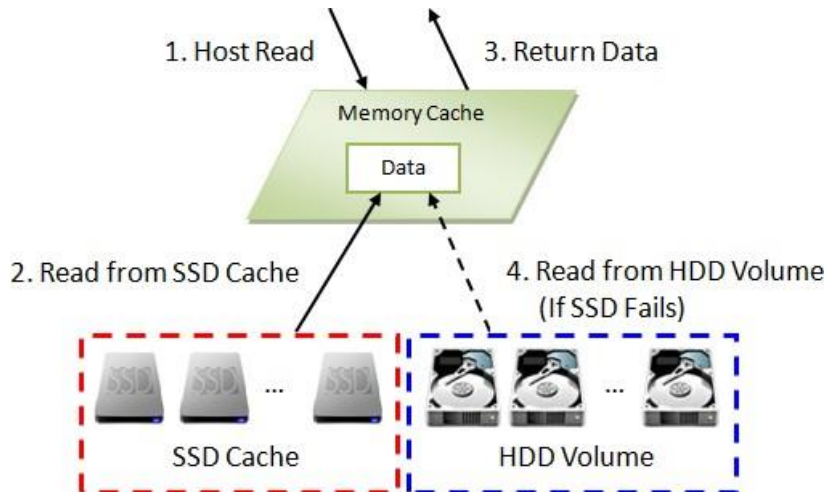 1. Host Read
3. Return Data
Memory Cache
Data
2. Read from SSD Cache
4. Read from HDD Volume
(If SSD Fails)
SSD
SSD
...
SSD
...
SSD Cache
HDD Volume